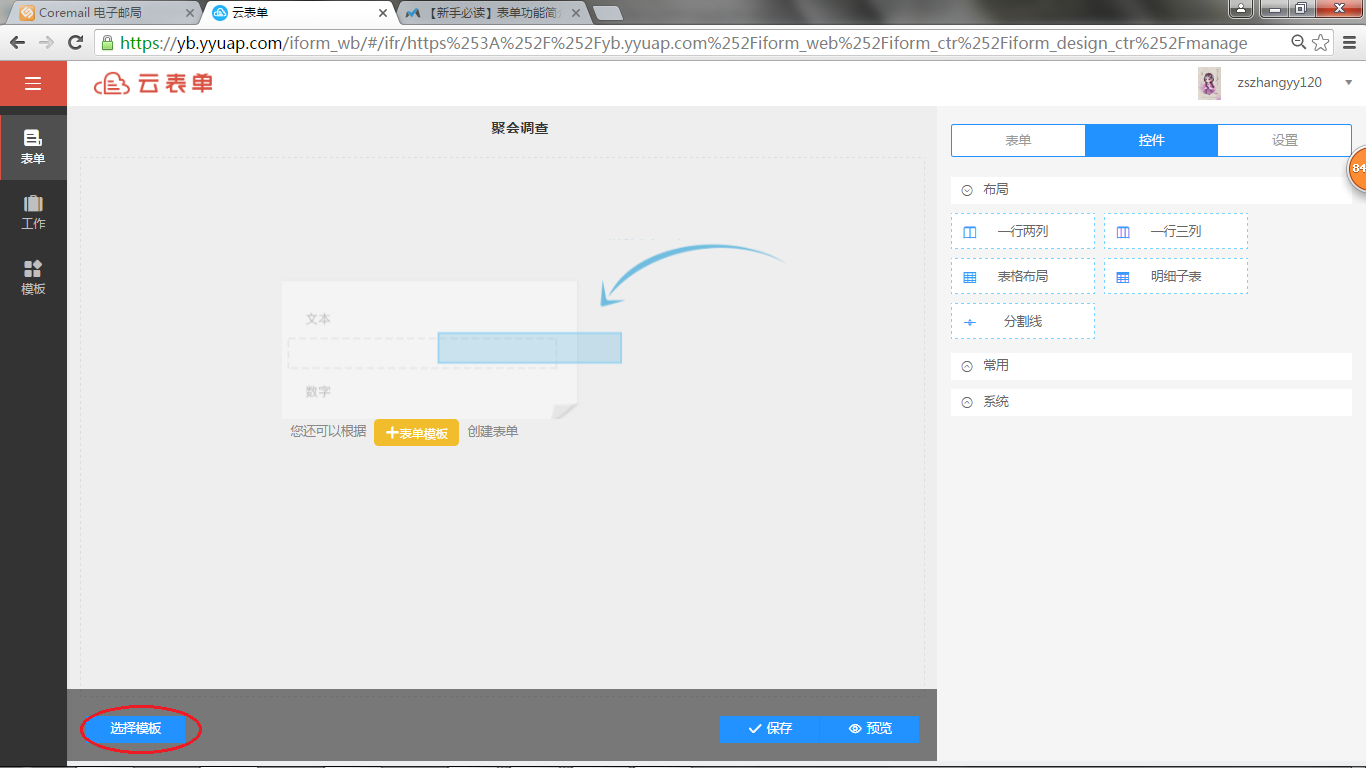 Coremail 电子邮局
云表单
【新手必读】表单功能简
https://yb.yyuap.com/iform_wb/#/ifr/https%253A%252F%252Fyb.yyuap.com%252Fiform_web%252Fiform_ctr%252Fiform_design_ctr%252Fmanage
云表单
zszhangyy120
表单
工作
模板
聚会调查
文本
数字
您还可以根据 +表单模板 创建表单
选择模板
保存
预览
表单
控件
设置
84
布局
一行两列
一行三列
表格布局
明细子表
分割线
常用
系统